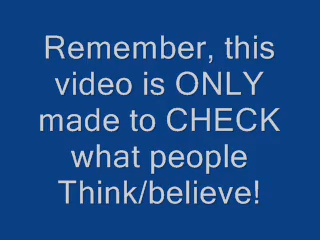 Remember, this
video is ONLY
made to CHECK
what people
Think/believe!